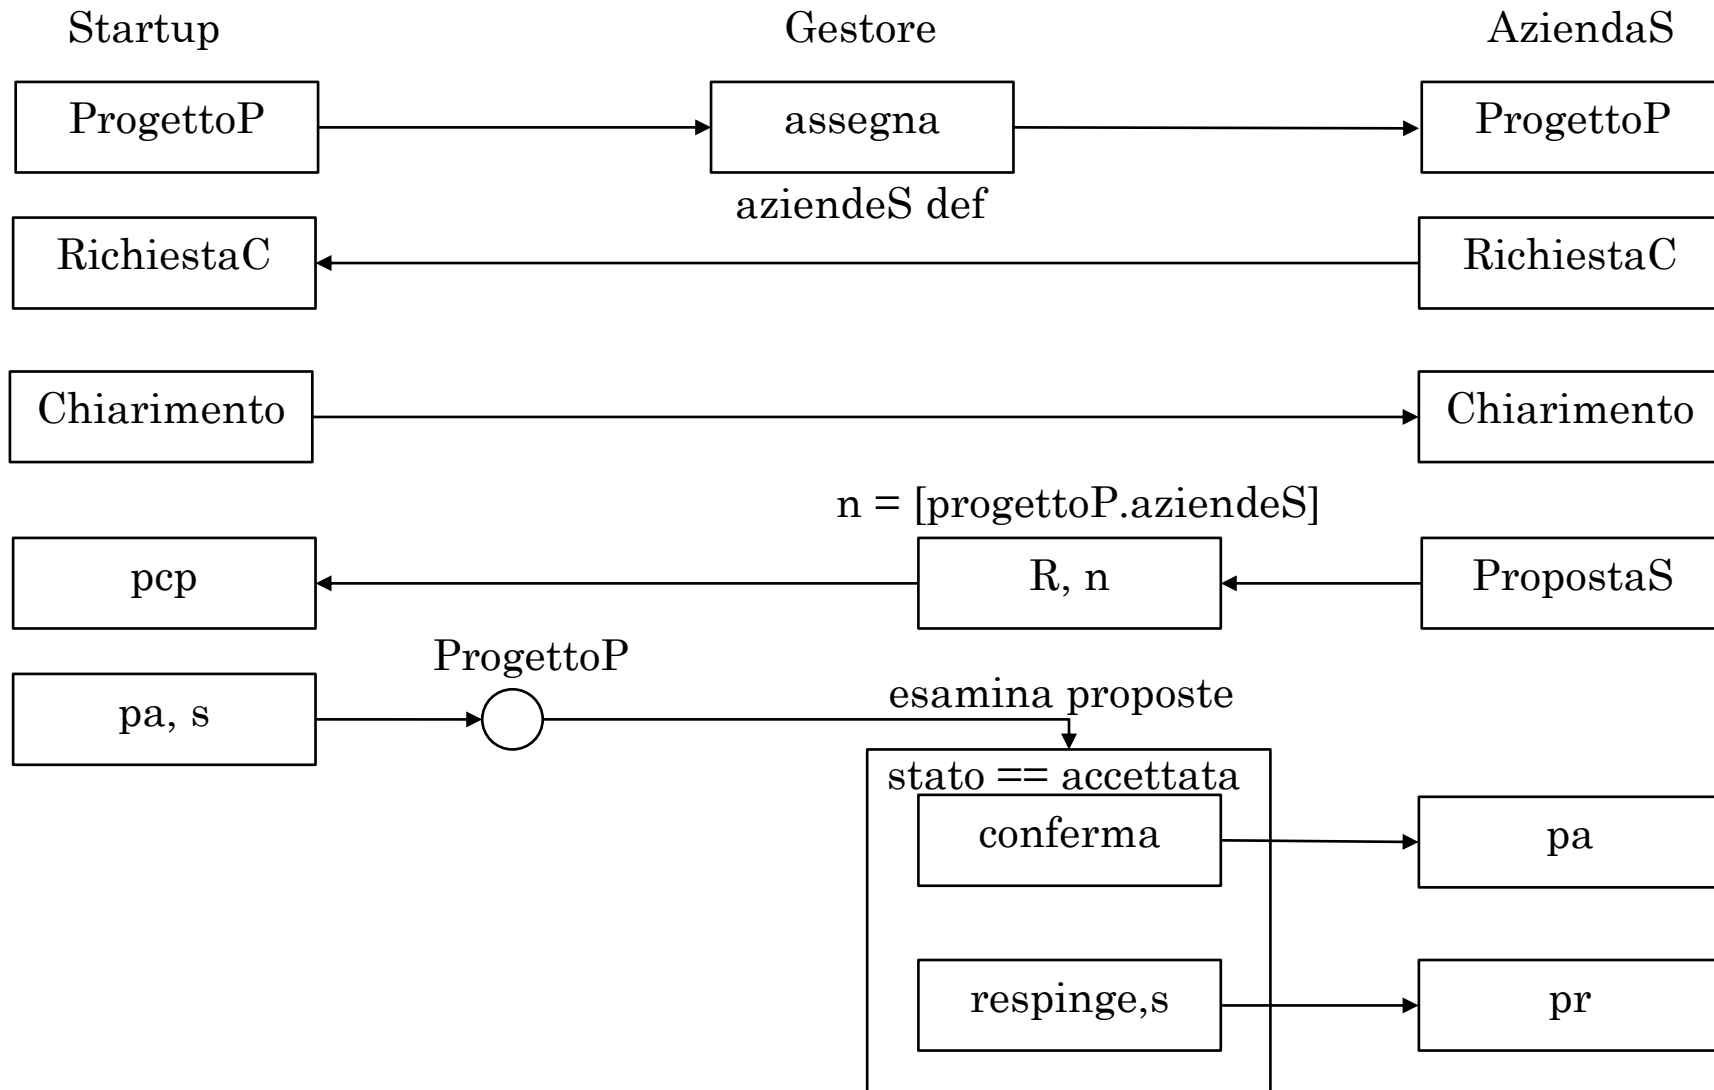 Startup
Gestore
AziendaS
ProgettoP
assegna
ProgettoP
aziendeS def
RichiestaC
RichiestaC
Chiarimento
Chiarimento
n = [progettoP.aziendeS]
pcp
R, n
PropostaS
ProgettoP
pa, s
esamina proposte
stato == accettata
conferma
pa
respinge,s
pr